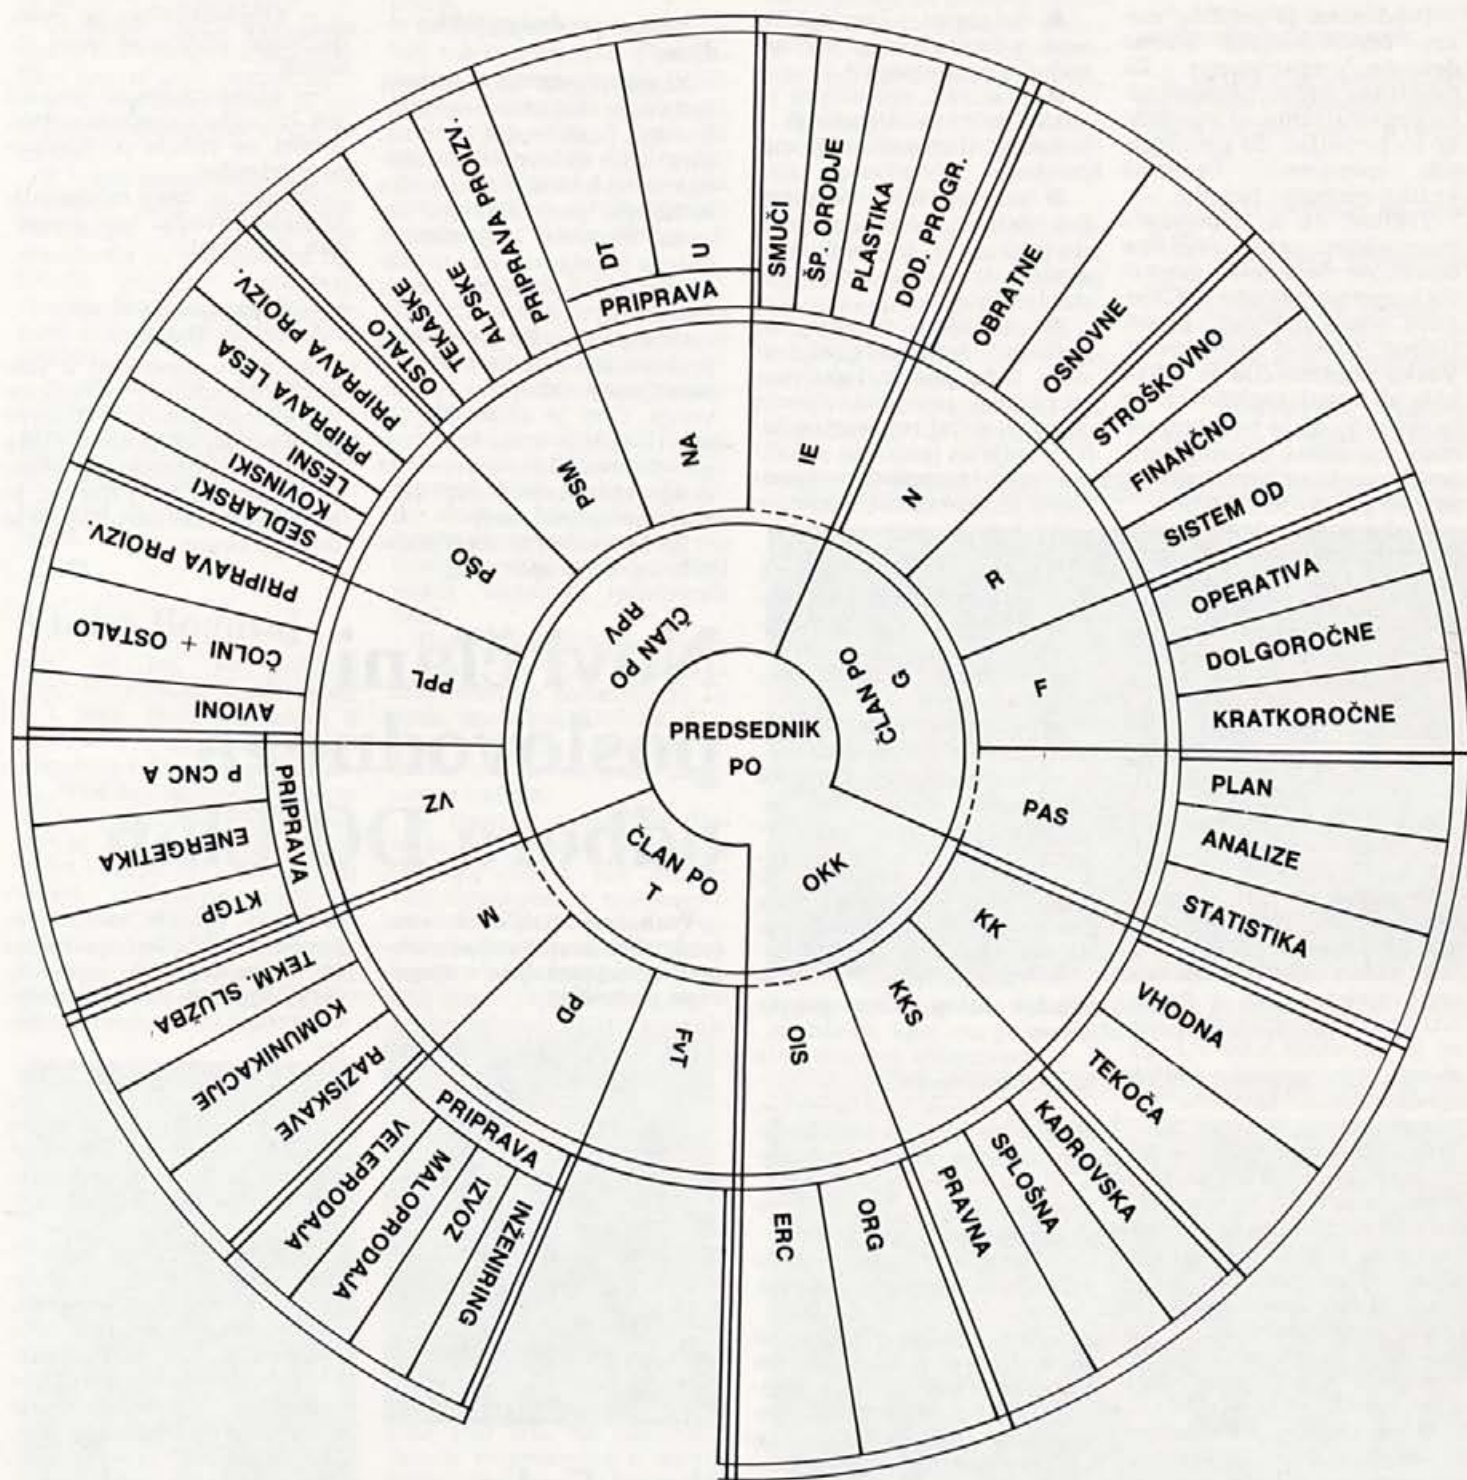 PREDSEDNIK
PO
ČLAN PO
RPV
ČLAN PO
G
OKK
ČLAN PO
T
NA
IE
N
R
F
PAS
KK
KKS
OIS
FvT
PD
M
VZ
PPL
PŠO
PSM
PRIPRAVA
DT
U
SMUČI
ŠP. ORODJE
PLASTIKA
DOD. PROGR.
OBRATNE
OSNOVNE
STROŠKOVNO
FINANČNO
SISTEM OD
OPERATIVA
DOLGOROČNE
KRATKOROČNE
PLAN
ANALIZE
STATISTIKA
VHODNA
TEKOČA
KADROVSKA
SPLOŠNA
PRAVNA
ORG
ERC
PRIPRAVA
INŽENIRING
IZVOZ
MALOPRODAJA
VELEPRODAJA
RAZISKAVE
KOMUNIKACIJE
TEKM. SLUŽBA
PRIPRAVA
KTGP
ENERGETIKA
P CNC A
AVIONI
ČOLNI + OSTALO
PRIPRAVA PROIZV.
SEDLARSKI
KOVINSKI
LESNI
PRIPRAVA LESA
PRIPRAVA PROIZV.
OSTALO
TEKAŠKE
ALPSKE
PRIPRAVA PROIZV.